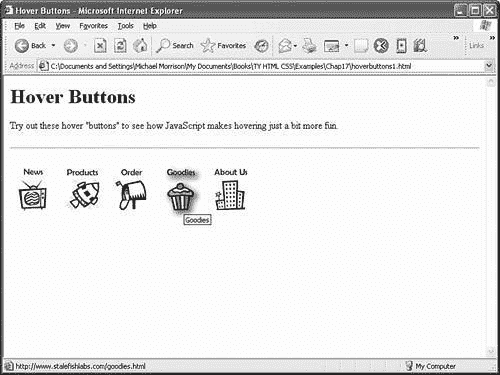 Hover Buttons - Microsoft Internet Explorer
File Edit View Favorites Tools Help
Back Search Favorites Links
Address C:\Documents and Settings\Michael Morrison\My Documents\Books\TY HTML CSS\Examples\Chap17\hoverbuttons1.html
Hover Buttons
Try out these hover "buttons" to see how JavaScript makes hovering just a bit more fun.
News Products Order Goodies About Us
Goodies
http://www.stalefishlabs.com/goodies.html My Computer